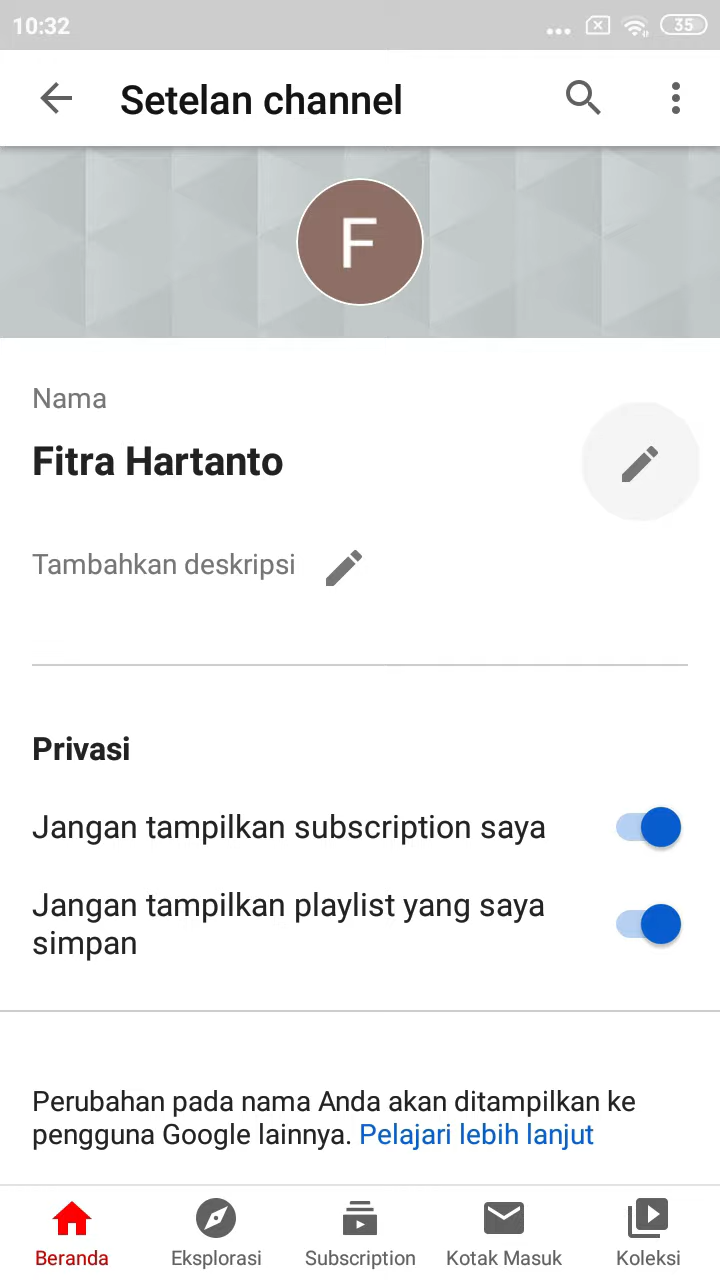 10:32
35
Setelan channel
F
Nama
Fitra Hartanto
Tambahkan deskripsi
Privasi
Jangan tampilkan subscription saya
Jangan tampilkan playlist yang saya
simpan
Perubahan pada nama Anda akan ditampilkan ke
pengguna Google lainnya. Pelajari lebih lanjut
Beranda Eksplorasi Subscription Kotak Masuk Koleksi